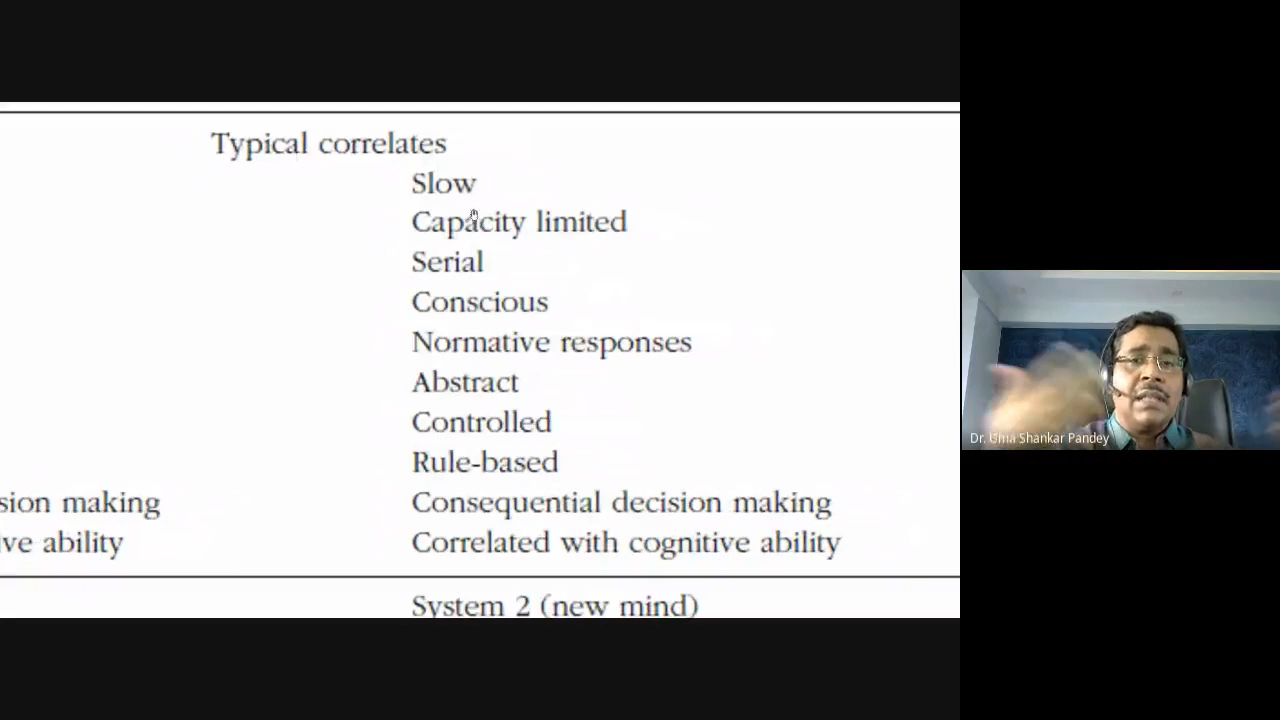 Typical correlates
Slow
Capacity limited
Serial
Conscious
Normative responses
Abstract
Controlled
Rule-based
sion making Consequential decision making
ve ability Correlated with cognitive ability
System 2 (new mind)
Dr. Uma Shankar Pandey